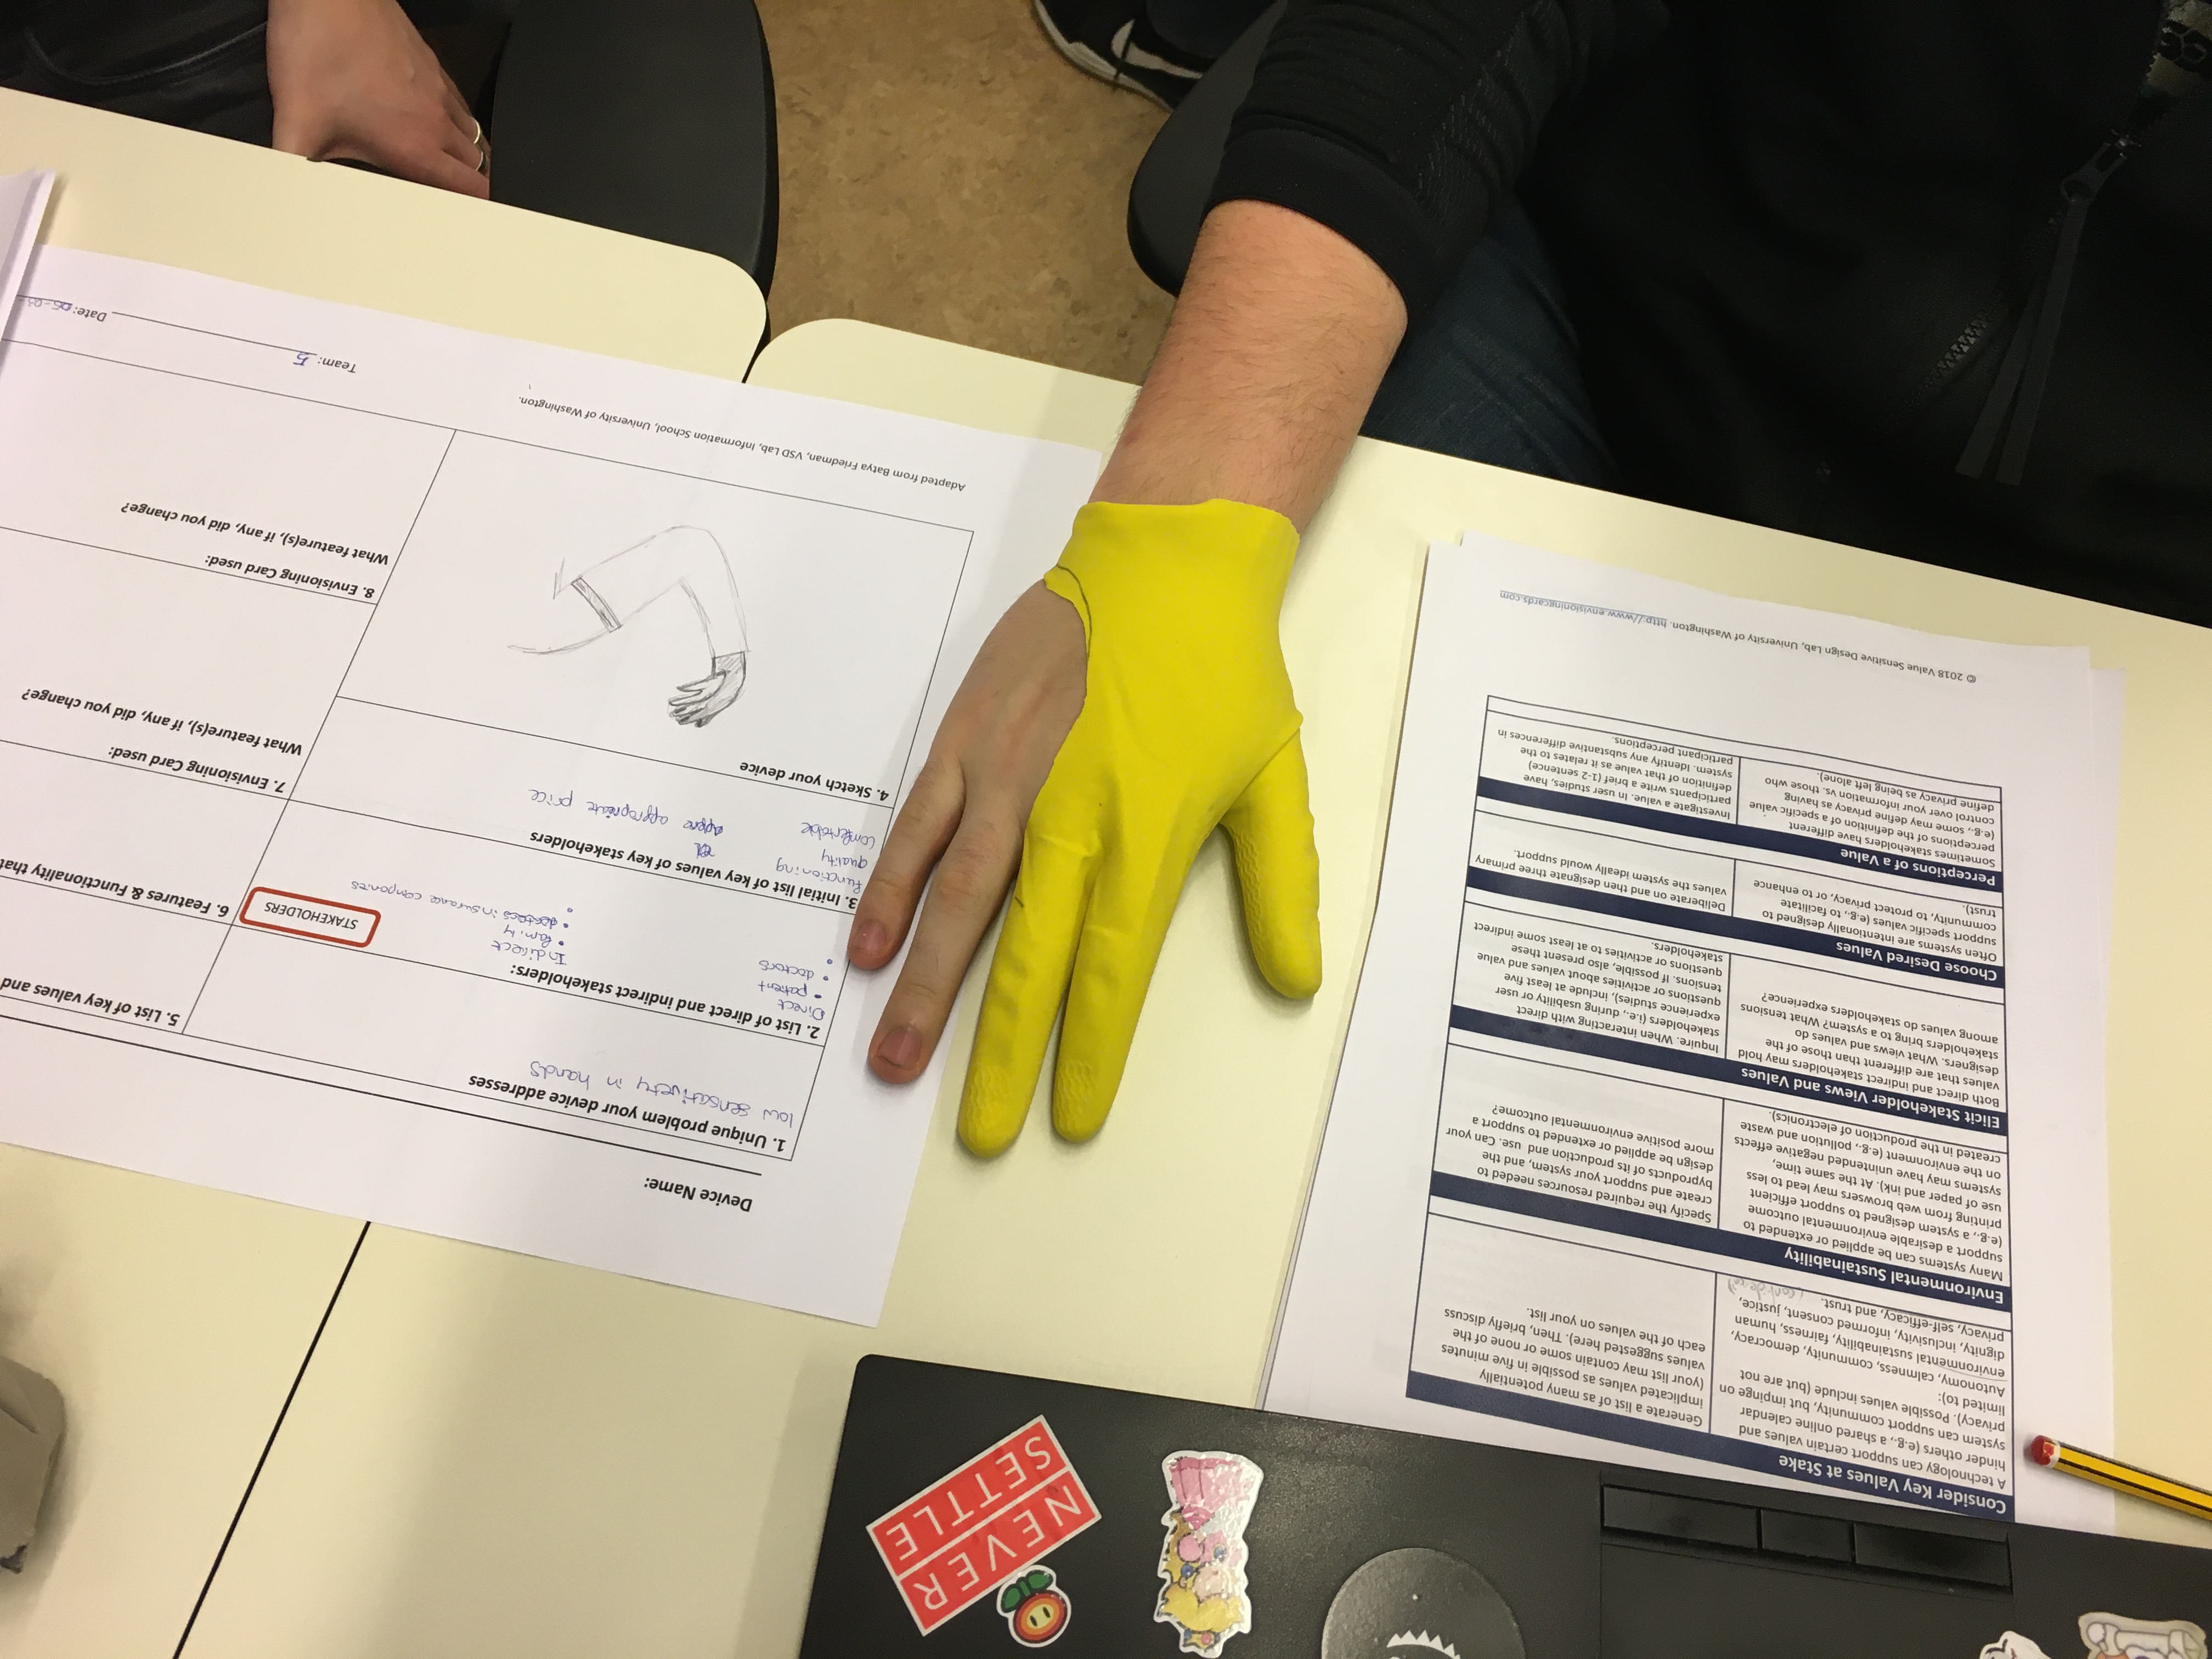 NEVER
SETTLE
Consider Key Values at Stake
A technology can support certain values and
hinder others (e.g., a shared online calendar
system can support community, but impinge on
privacy). Possible values include (but are not
limited to):
Autonomy, calmness, community, democracy,
environmental sustainability, fairness, human
dignity, inclusivity, informed consent, justice,
privacy, self-efficacy, and trust.
Generate a list of as many potentially
implicated values as possible in five minutes
(your list may contain some or none of the
values suggested here). Then, briefly discuss
each of the values on your list.
Environmental Sustainability
Many systems can be applied or extended to
support a desirable environmental outcome
(e.g., a system designed to support efficient
printing from web browsers may lead to less
use of paper and ink). At the same time,
systems may have unintended negative effects
on the environment (e.g., pollution and waste
created in the production of electronics).
Specify the required resources needed to
create and support your system, and the
byproducts of its production and use. Can your
design be applied or extended to support a
more positive environmental outcome?
Elicit Stakeholder Views and Values
Both direct and indirect stakeholders may hold
values that are different than those of the
designers. What views and values do
stakeholders bring to a system? What tensions
among values do stakeholders experience?
Inquire. When interacting with direct
stakeholders (i.e., during usability or user
experience studies), include at least five
questions or activities about values and value
tensions. If possible, also present these
questions or activities to at least some indirect
stakeholders.
Choose Desired Values
Often systems are intentionally designed to
support specific values (e.g., to facilitate
community, to protect privacy, or to enhance
trust).
Deliberate on and then designate three primary
values the system ideally would support.
Perceptions of a Value
Sometimes stakeholders have different
perceptions of the definition of a specific value
(e.g., some may define privacy as having
control over your information vs. those who
define privacy as being left alone).
Investigate a value. In user studies, have
participants write a brief (1-2 sentence)
definition of that value as it relates to the
system. Identify any substantive differences in
participant perceptions.
© 2018 Value Sensitive Design Lab, University of Washington. http://www.envisioningcards.com
Device Name:
1. Unique problem your device addresses
low sensativety in hands
2. List of direct and indirect stakeholders:
Direct
• patient
• doctors
Indirect
• family
• insurance companies
STAKEHOLDERS
3. Initial list of key values of key stakeholders
functioning
quality
comfertable
appropriate price
4. Sketch your device
5. List of key values and
6. Features & Functionality that
7. Envisioning Card used:
What feature(s), if any, did you change?
8. Envisioning Card used:
What feature(s), if any, did you change?
Adapted from Batya Friedman, VSD Lab, Information School, University of Washington.
Team: 5
Date: 05-03-